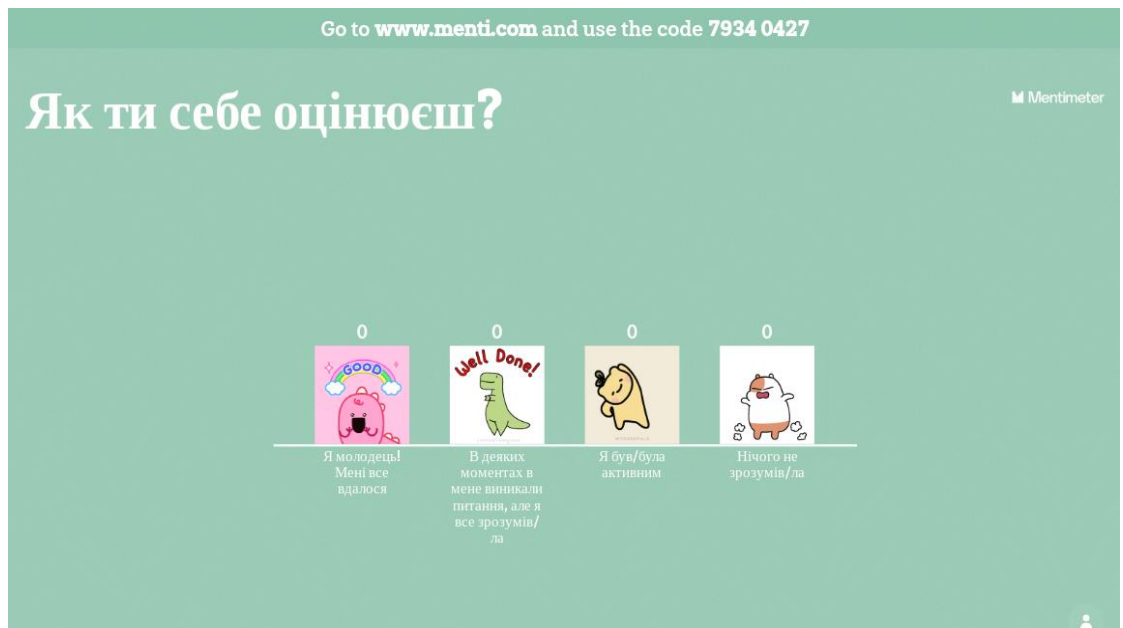 Go to www.menti.com and use the code 7934 0427
Як ти себе оцінюєш?
Mentimeter
0
0
0
0
GOOD
Well Done!
Я молодець!
Мені все
вдалося
В деяких
моментах в
мене виникали
питання, але я
все зрозумів/
ла
Я був/була
активним
Нічого не
зрозумів/ла